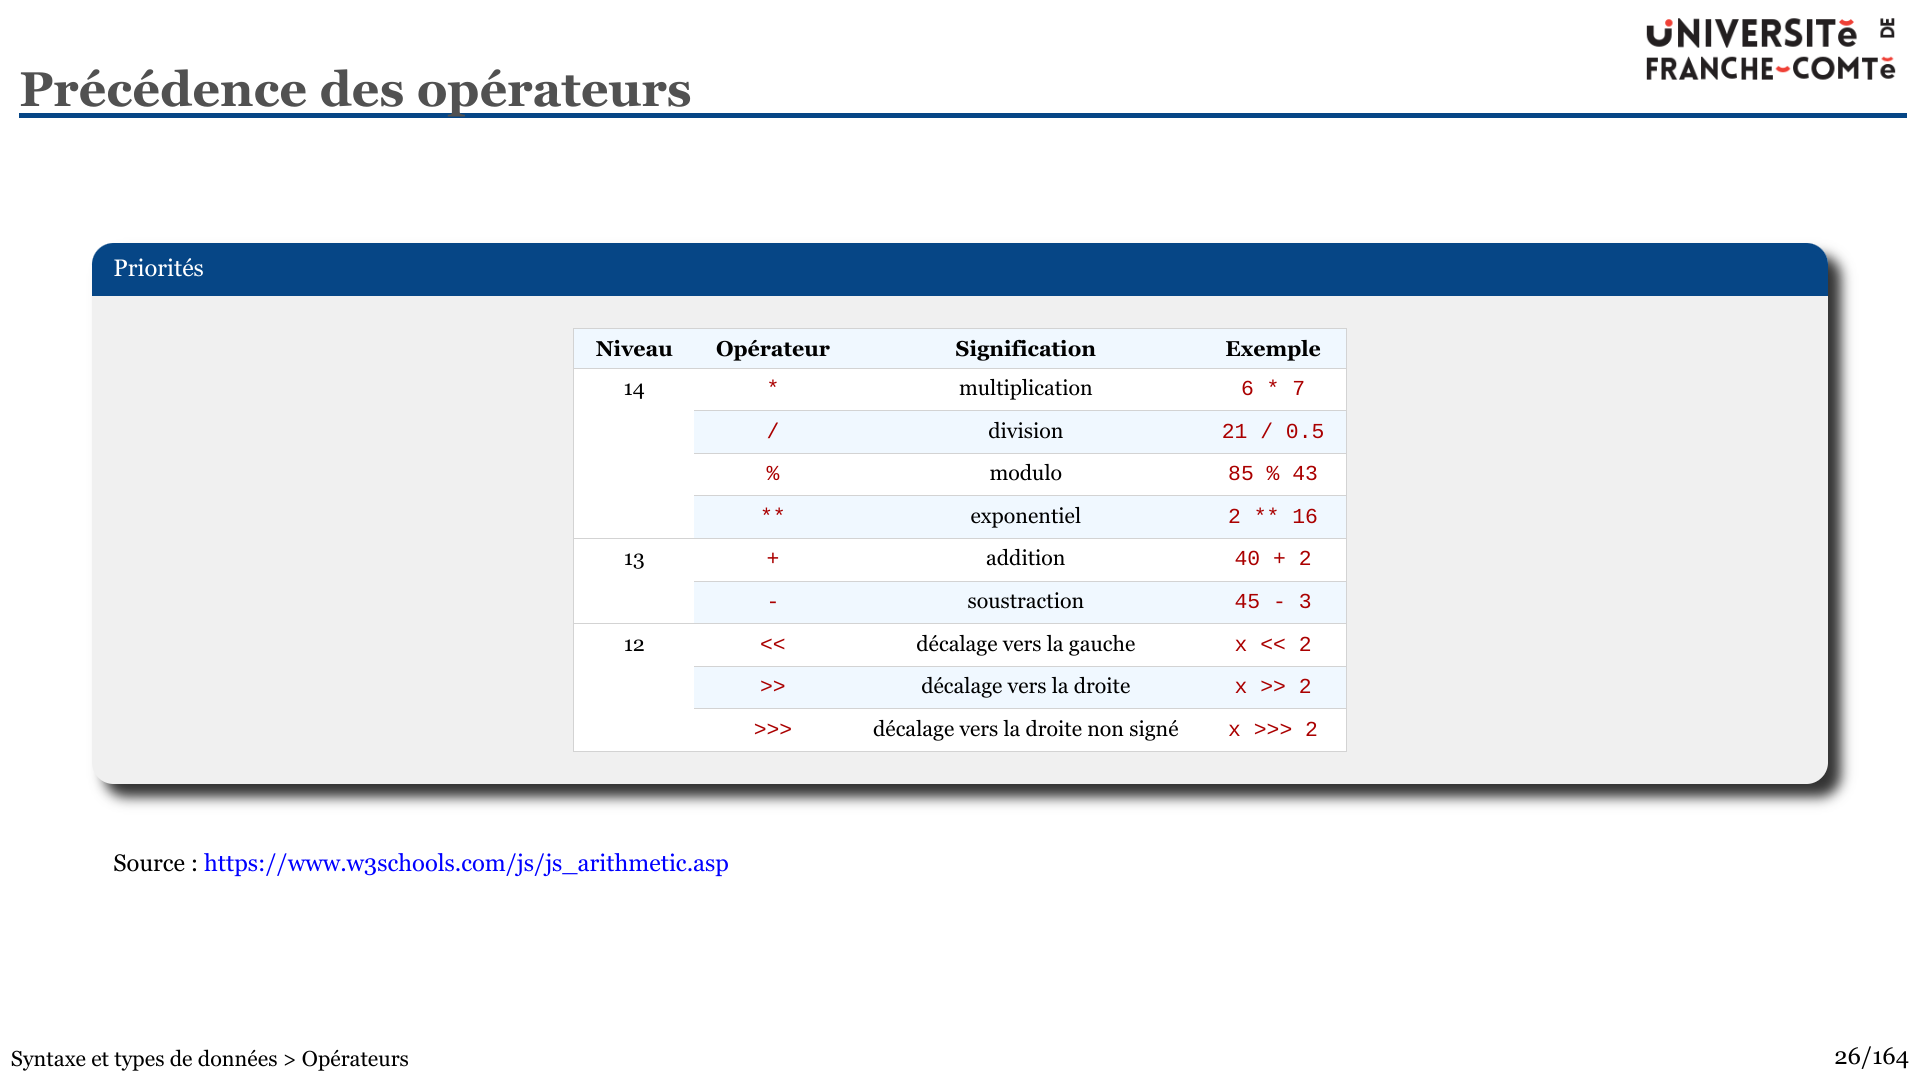 UNIVERSITÉ DE
FRANCHE-COMTÉ
Précédence des opérateurs
Priorités
Niveau Opérateur Signification Exemple
14 * multiplication 6 * 7
/ division 21 / 0.5
% modulo 85 % 43
** exponentiel 2 ** 16
13 + addition 40 + 2
- soustraction 45 - 3
12 << décalage vers la gauche x << 2
>> décalage vers la droite x >> 2
>>> décalage vers la droite non signé x >>> 2
Source : https://www.w3schools.com/js/js_arithmetic.asp
Syntaxe et types de données > Opérateurs
26/164